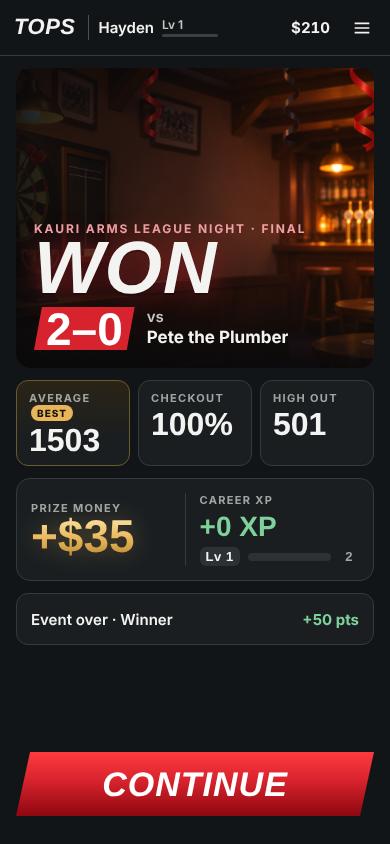 TOPS
Hayden Lv 1
$210
KAURI ARMS LEAGUE NIGHT · FINAL
WON
2–0
VS
Pete the Plumber
AVERAGE
BEST
1503
CHECKOUT
100%
HIGH OUT
501
PRIZE MONEY
+$35
CAREER XP
+0 XP
Lv 1
2
Event over · Winner
+50 pts
CONTINUE